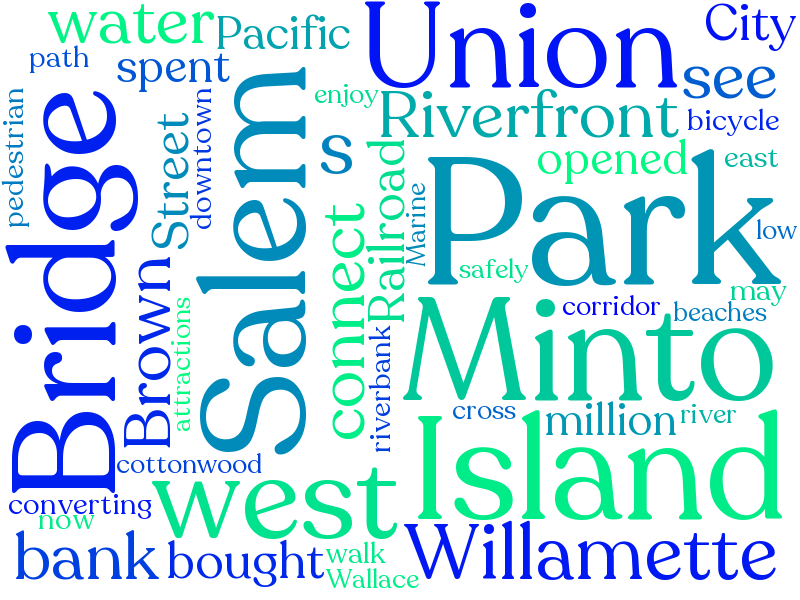 water
Pacific
Union
City
path
spent
see
enjoy
Riverfront
bicycle
pedestrian
Bridge
Street
downtown
Salem
s
Railroad
Marine
opened
east
Park
low
safely
connect
Brown
attractions
riverbank
Minto
corridor
may
beaches
cross
million
river
cottonwood
converting
now
west
Island
bank
bought
walk
Wallace
Willamette